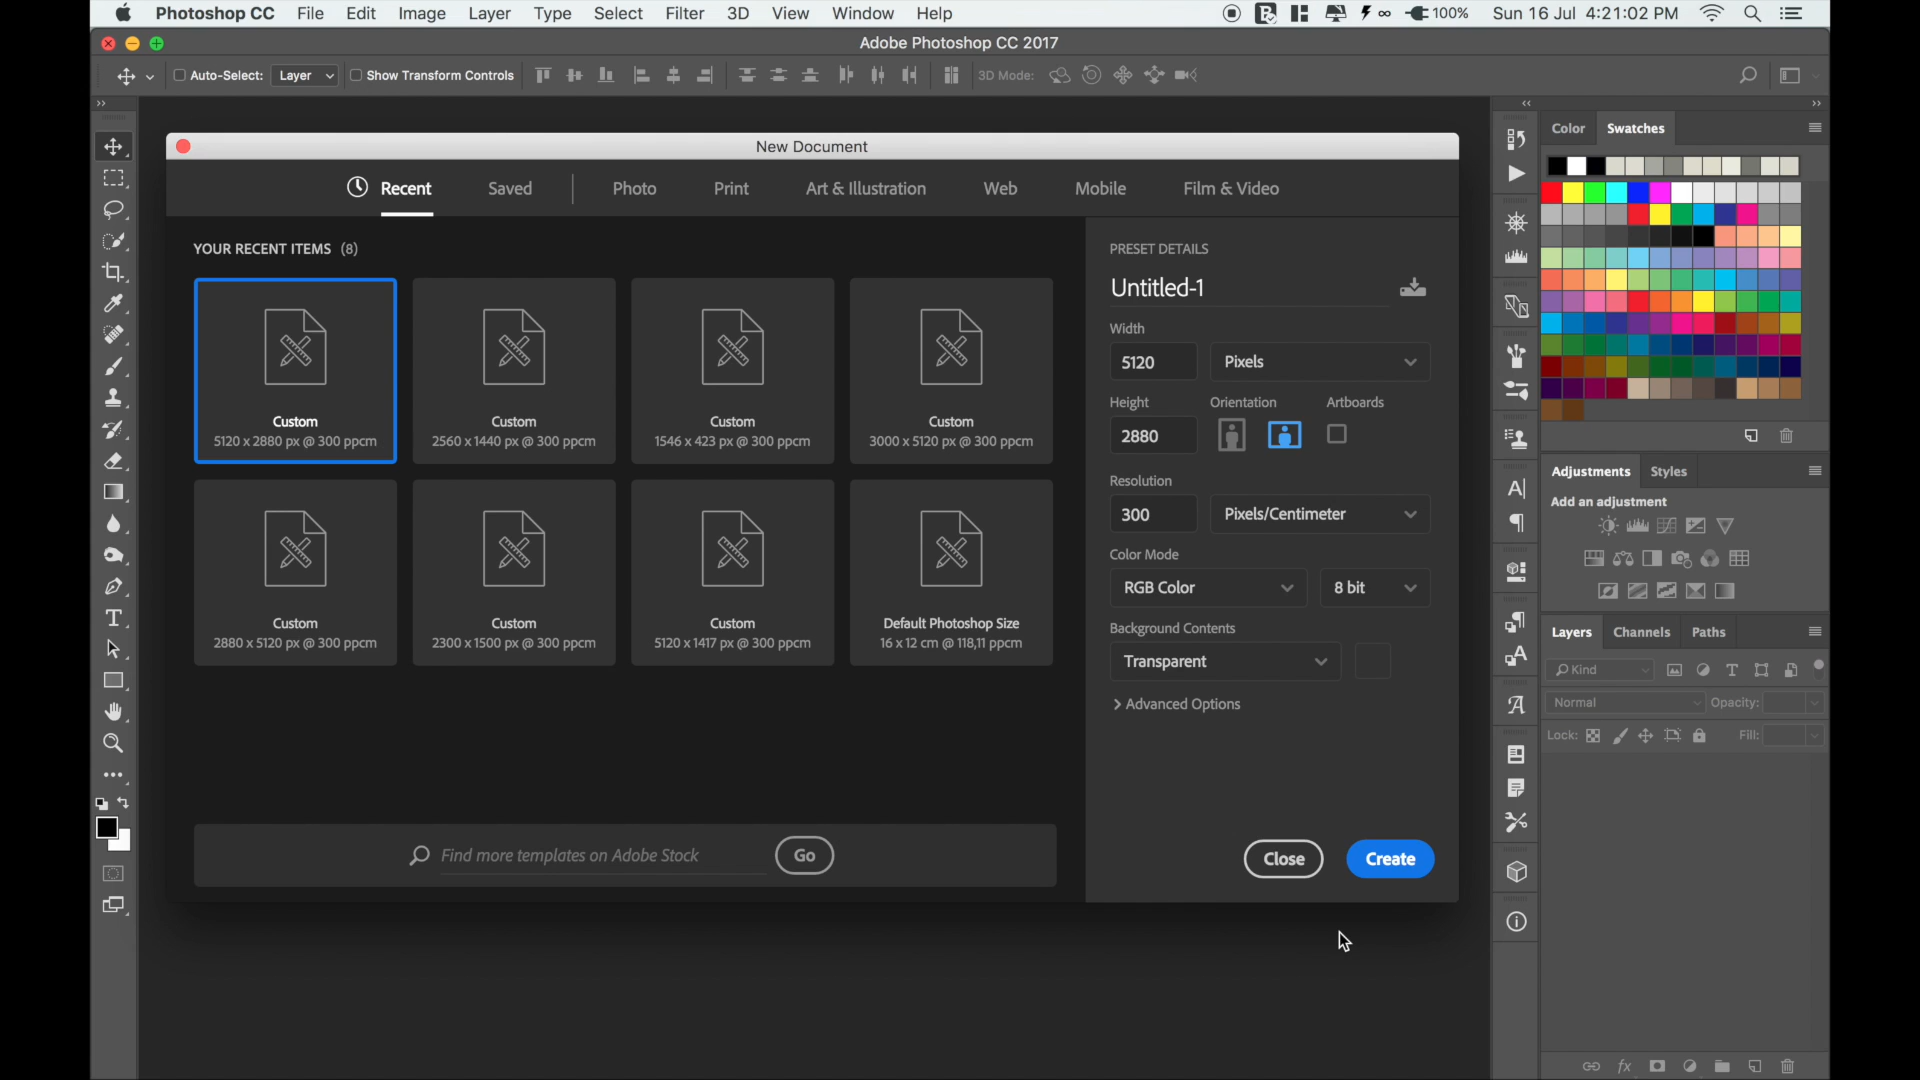 Photoshop CC File Edit Image Layer Type Select Filter 3D View Window Help 100% Sun 16 Jul 4:21:02 PM
Adobe Photoshop CC 2017
Auto-Select: Layer Show Transform Controls 3D Mode:
New Document
Recent Saved Photo Print Art & Illustration Web Mobile Film & Video
YOUR RECENT ITEMS (8)
Custom
5120 x 2880 px @ 300 ppcm
Custom
2560 x 1440 px @ 300 ppcm
Custom
1546 x 423 px @ 300 ppcm
Custom
3000 x 5120 px @ 300 ppcm
Custom
2880 x 5120 px @ 300 ppcm
Custom
2300 x 1500 px @ 300 ppcm
Custom
5120 x 1417 px @ 300 ppcm
Default Photoshop Size
16 x 12 cm @ 118,11 ppcm
Find more templates on Adobe Stock Go
PRESET DETAILS
Untitled-1
Width
5120 Pixels
Height Orientation Artboards
2880
Resolution
300 Pixels/Centimeter
Color Mode
RGB Color 8 bit
Background Contents
Transparent
Advanced Options
Close Create
Color Swatches
Adjustments Styles
Add an adjustment
Layers Channels Paths
Kind
Normal Opacity:
Lock: Fill:
fx